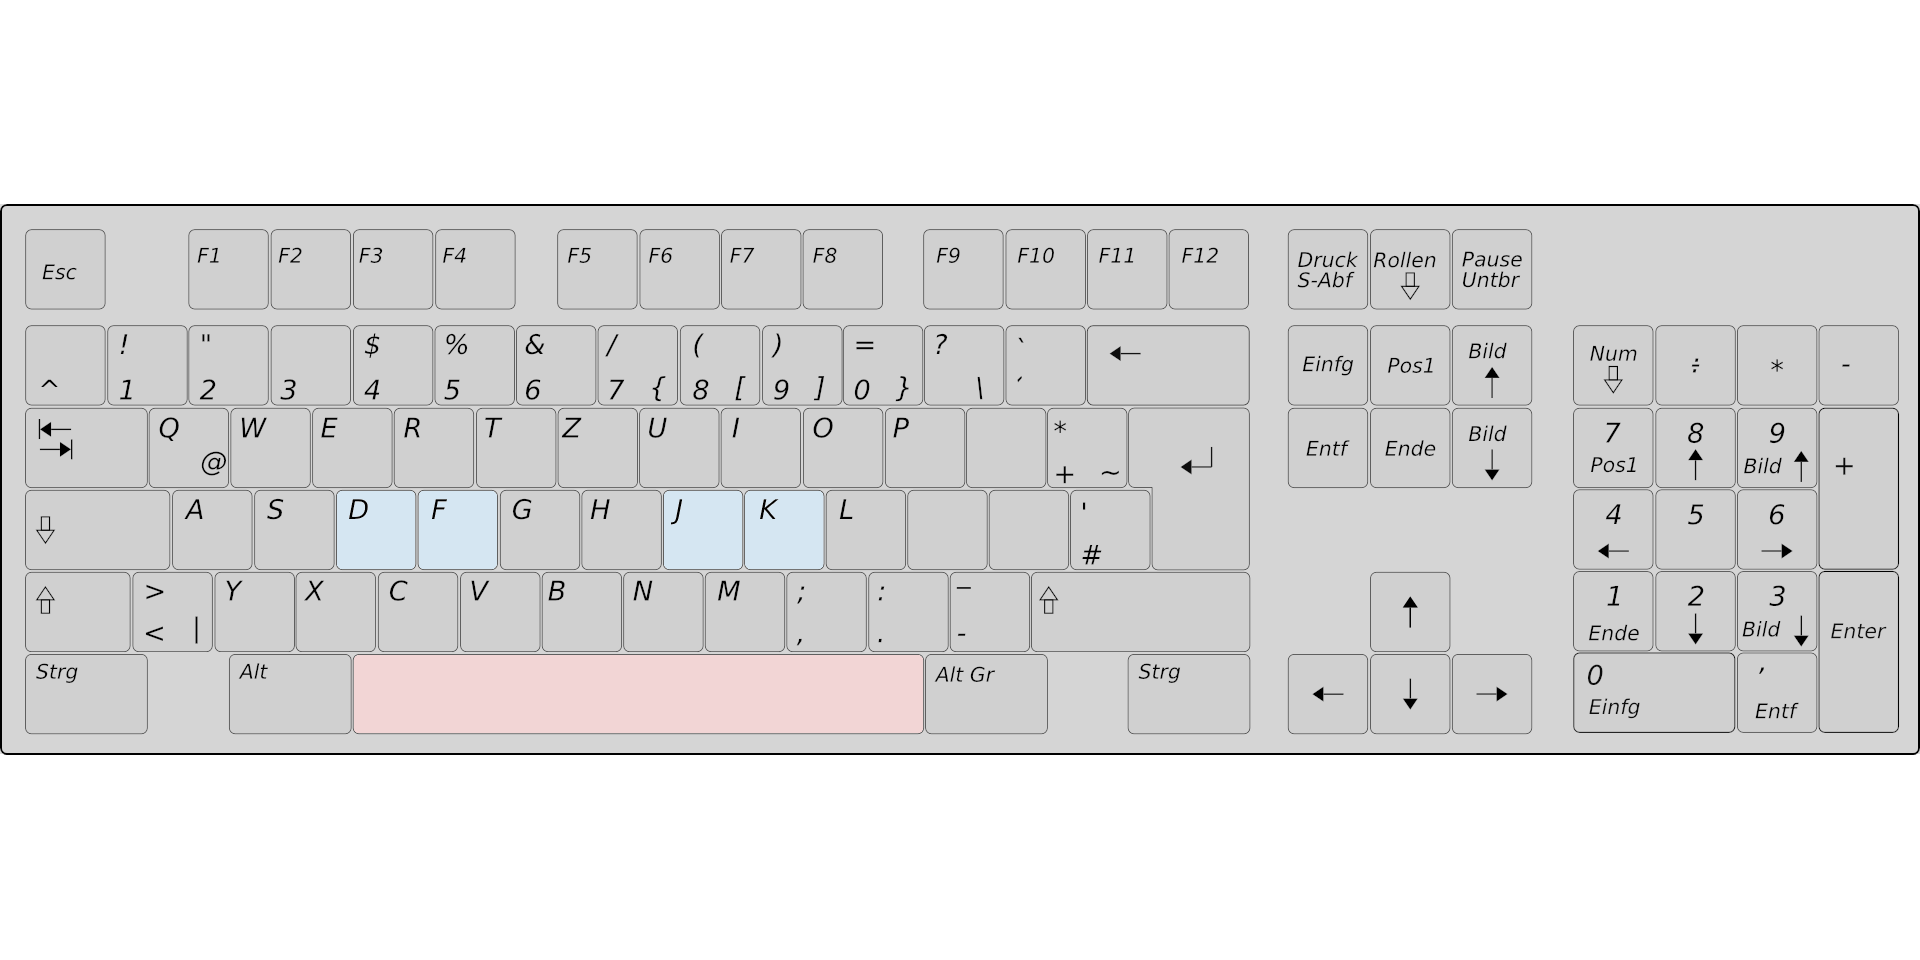 Esc F1 F2 F3 F4 F5 F6 F7 F8 F9 F10 F11 F12 Druck Rollen Pause
S-Abf Untbr
! " $ % & / ( ) = ? ` Bild Num
^ 1 2 3 4 5 6 7 { 8 [ 9 ] 0 } \ ´ Einfg Pos1 ÷ * -
Q W E R T Z U I O P * Bild 7 8 9
@ + ~ Entf Ende Pos1 Bild +
A S D F G H J K L ' 4 5 6
#
> Y X C V B N M ; : _ 1 2 3
< | , . - Ende Bild Enter
Strg Alt Alt Gr Strg 0 ,
Einfg Entf